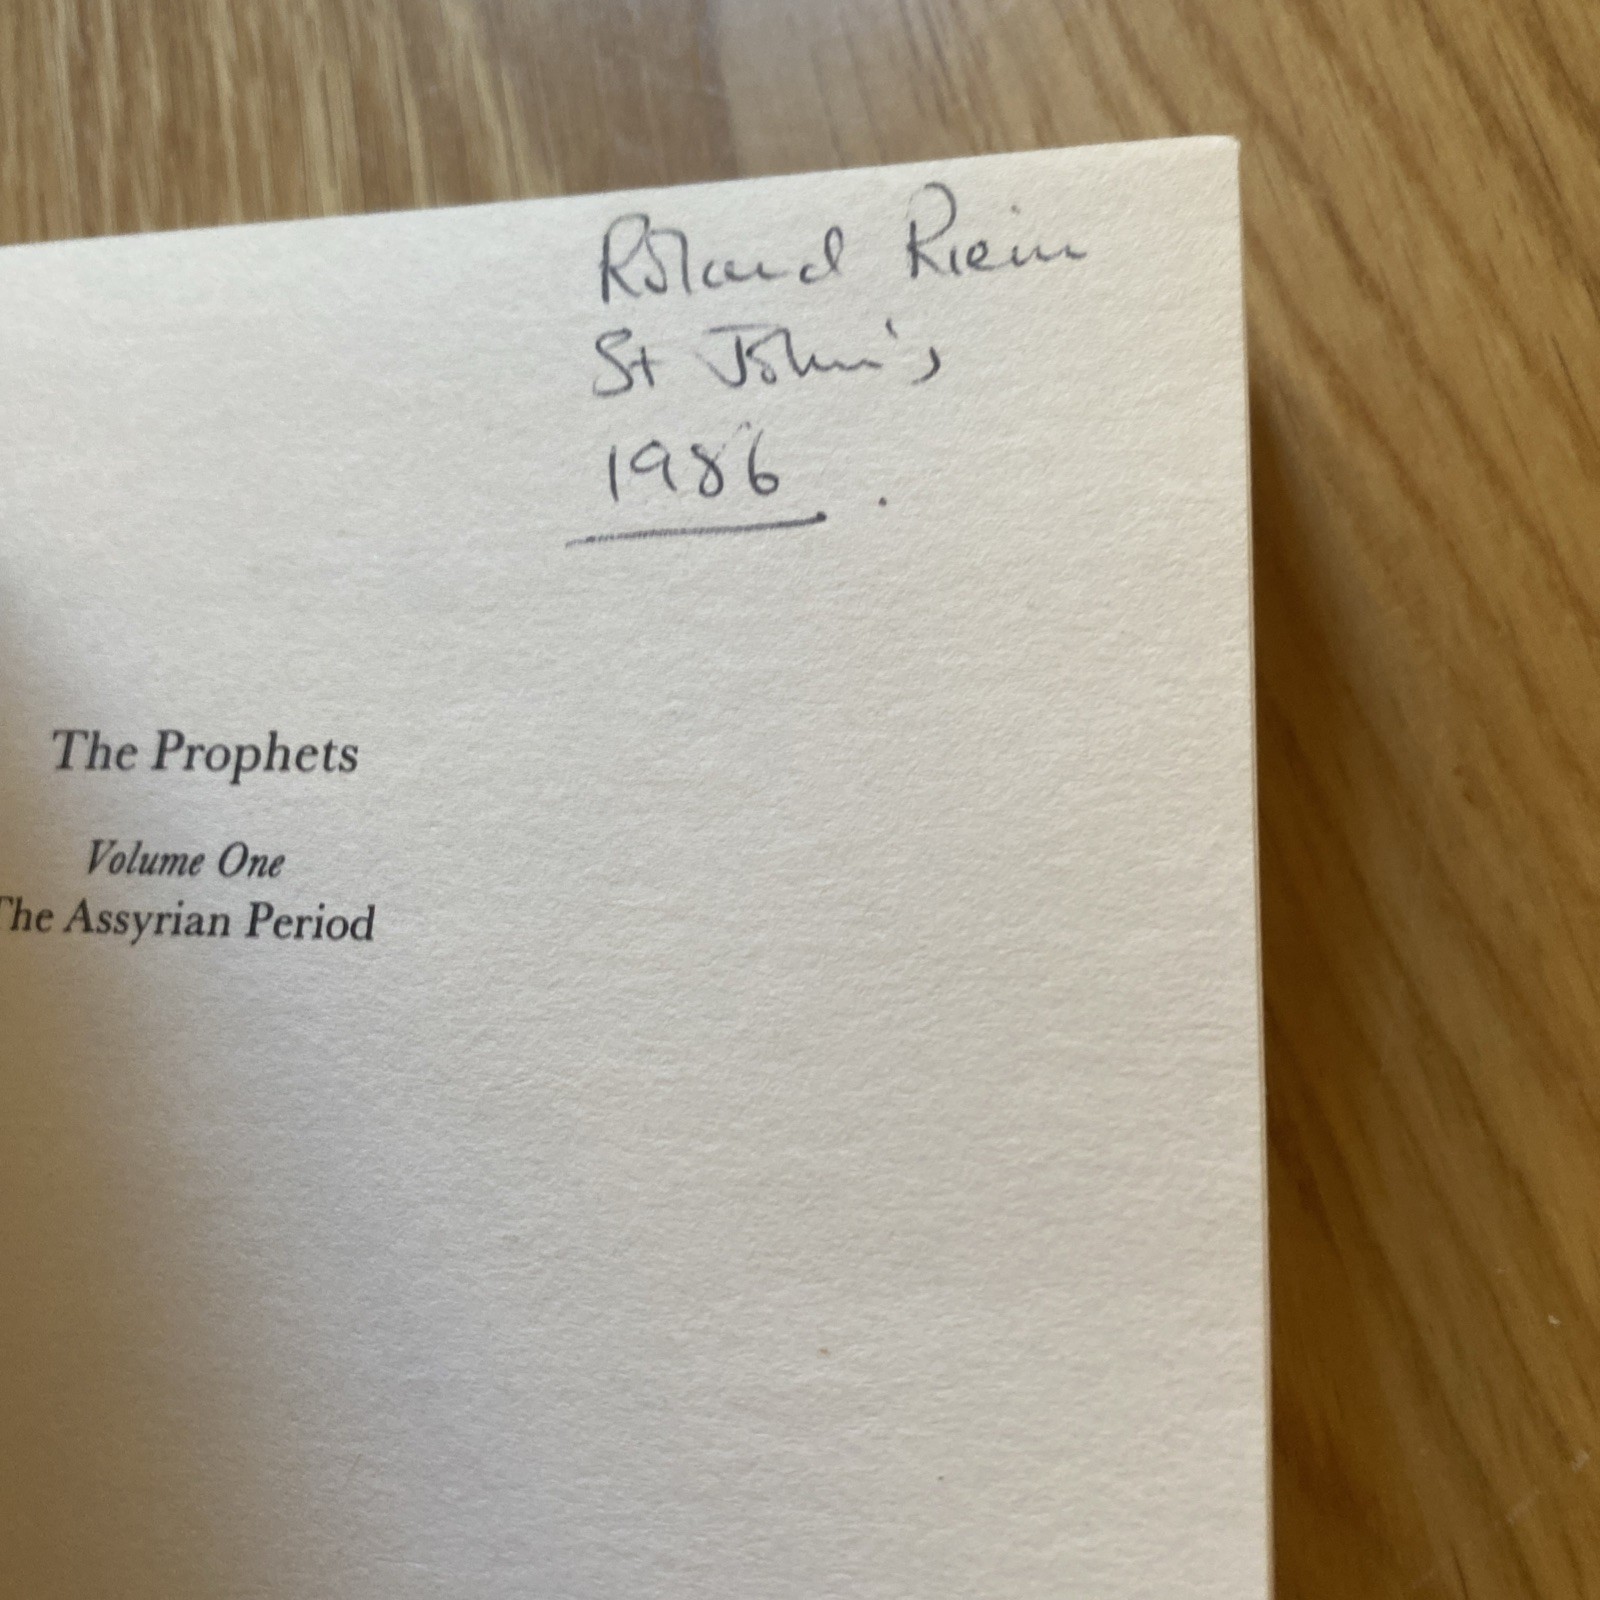 Roland Riem
St John's
1986.
The Prophets
Volume One
The Assyrian Period